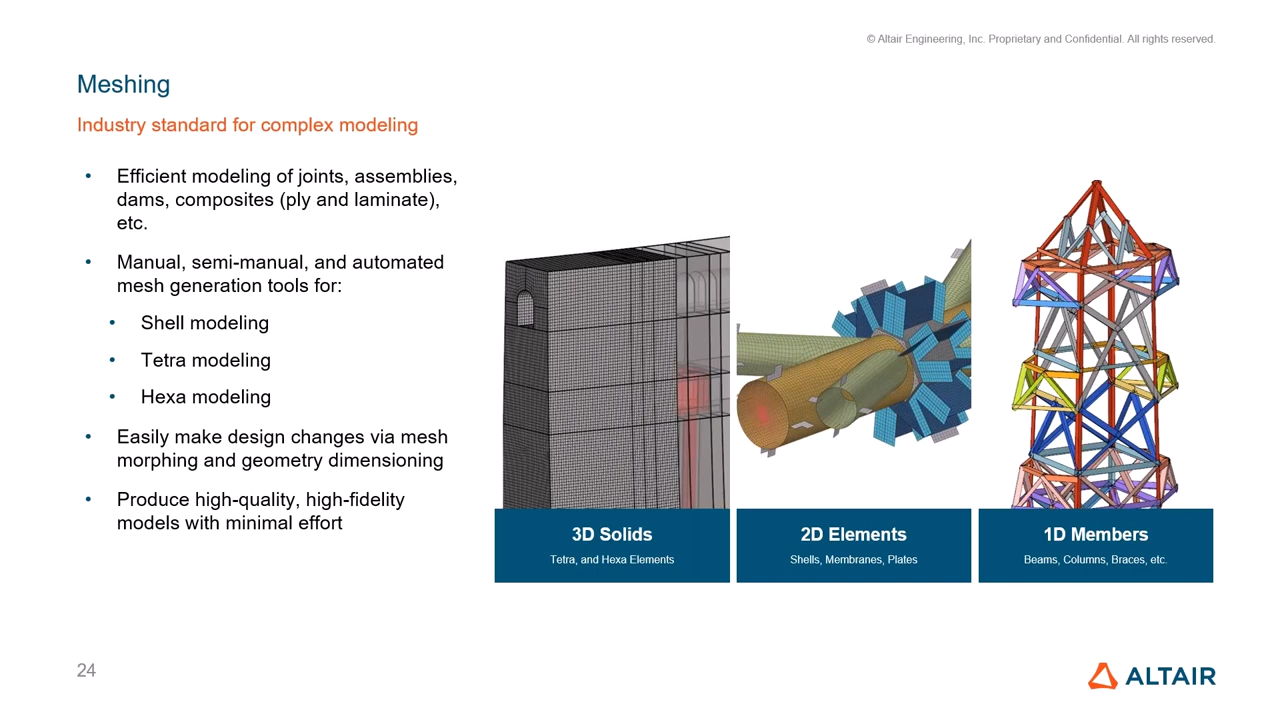 © Altair Engineering, Inc. Proprietary and Confidential. All rights reserved.
Meshing
Industry standard for complex modeling
• Efficient modeling of joints, assemblies,
dams, composites (ply and laminate),
etc.
• Manual, semi-manual, and automated
mesh generation tools for:
• Shell modeling
• Tetra modeling
• Hexa modeling
• Easily make design changes via mesh
morphing and geometry dimensioning
• Produce high-quality, high-fidelity
models with minimal effort
3D Solids
Tetra, and Hexa Elements
2D Elements
Shells, Membranes, Plates
1D Members
Beams, Columns, Braces, etc.
24
ALTAIR